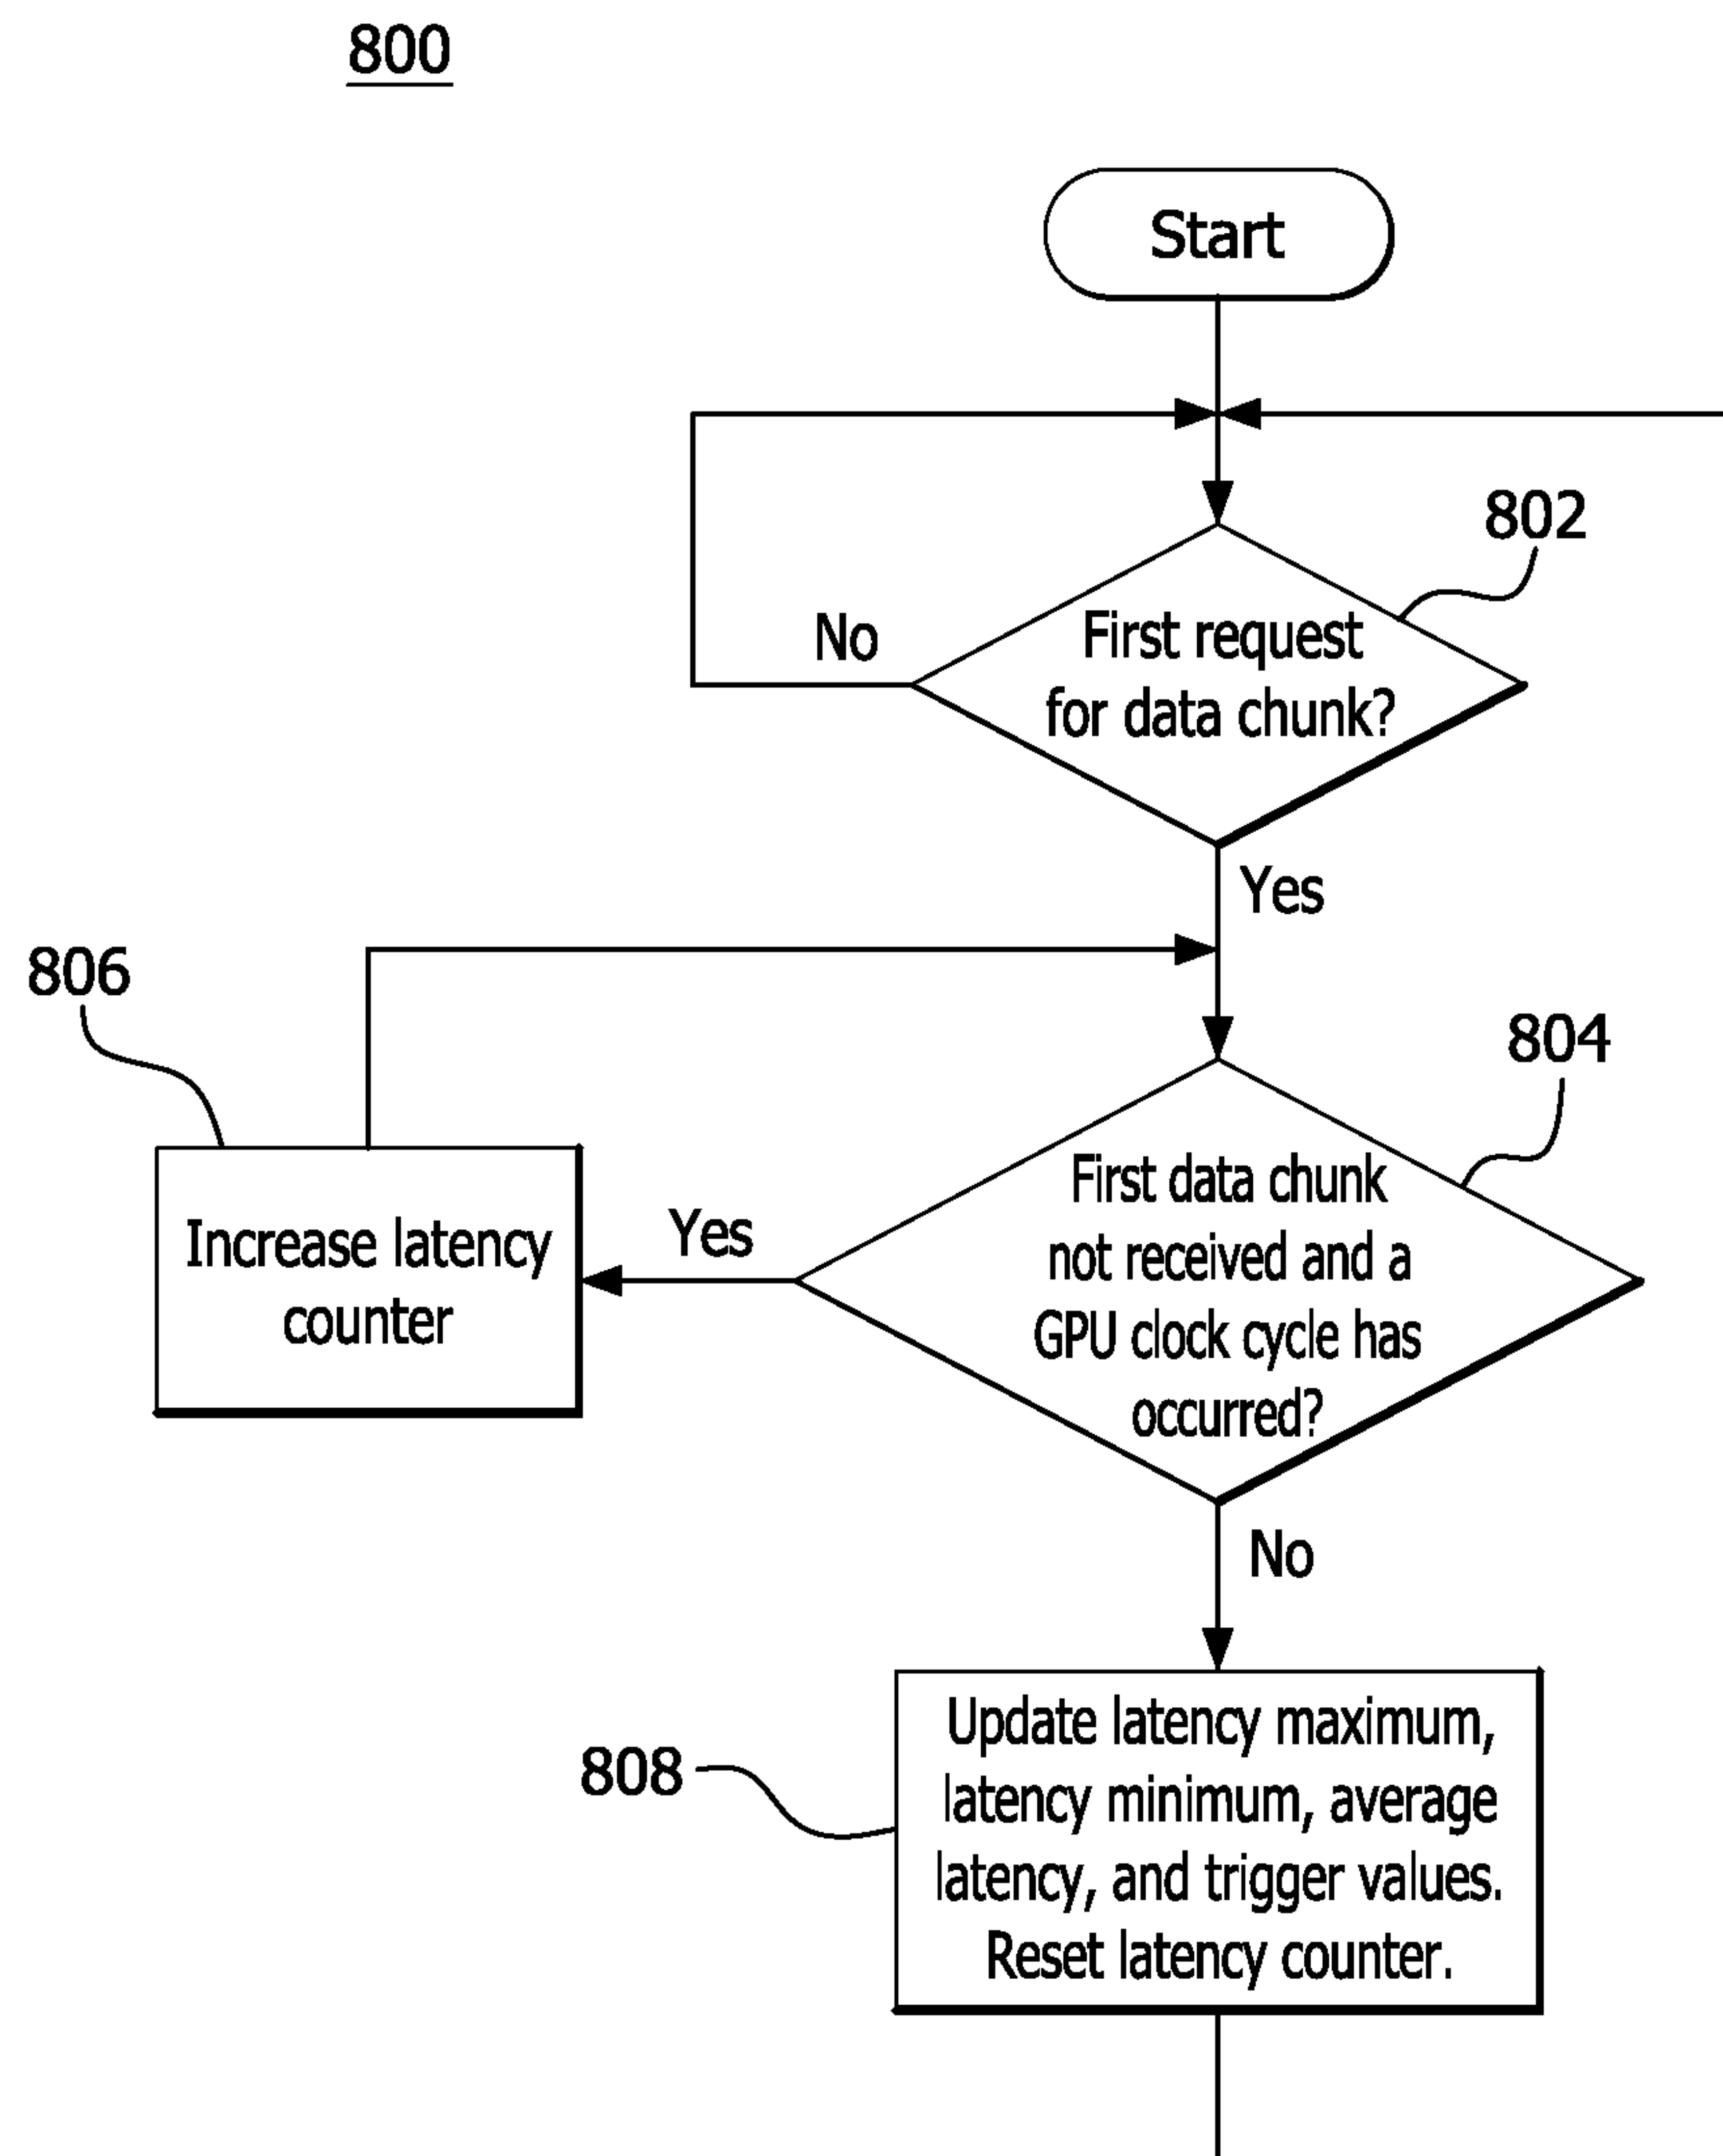 800
Start
802
First request
for data chunk?
No
Yes
806
804
Increase latency
counter
Yes
First data chunk
not received and a
GPU clock cycle has
occurred?
No
808
Update latency maximum,
latency minimum, average
latency, and trigger values.
Reset latency counter.